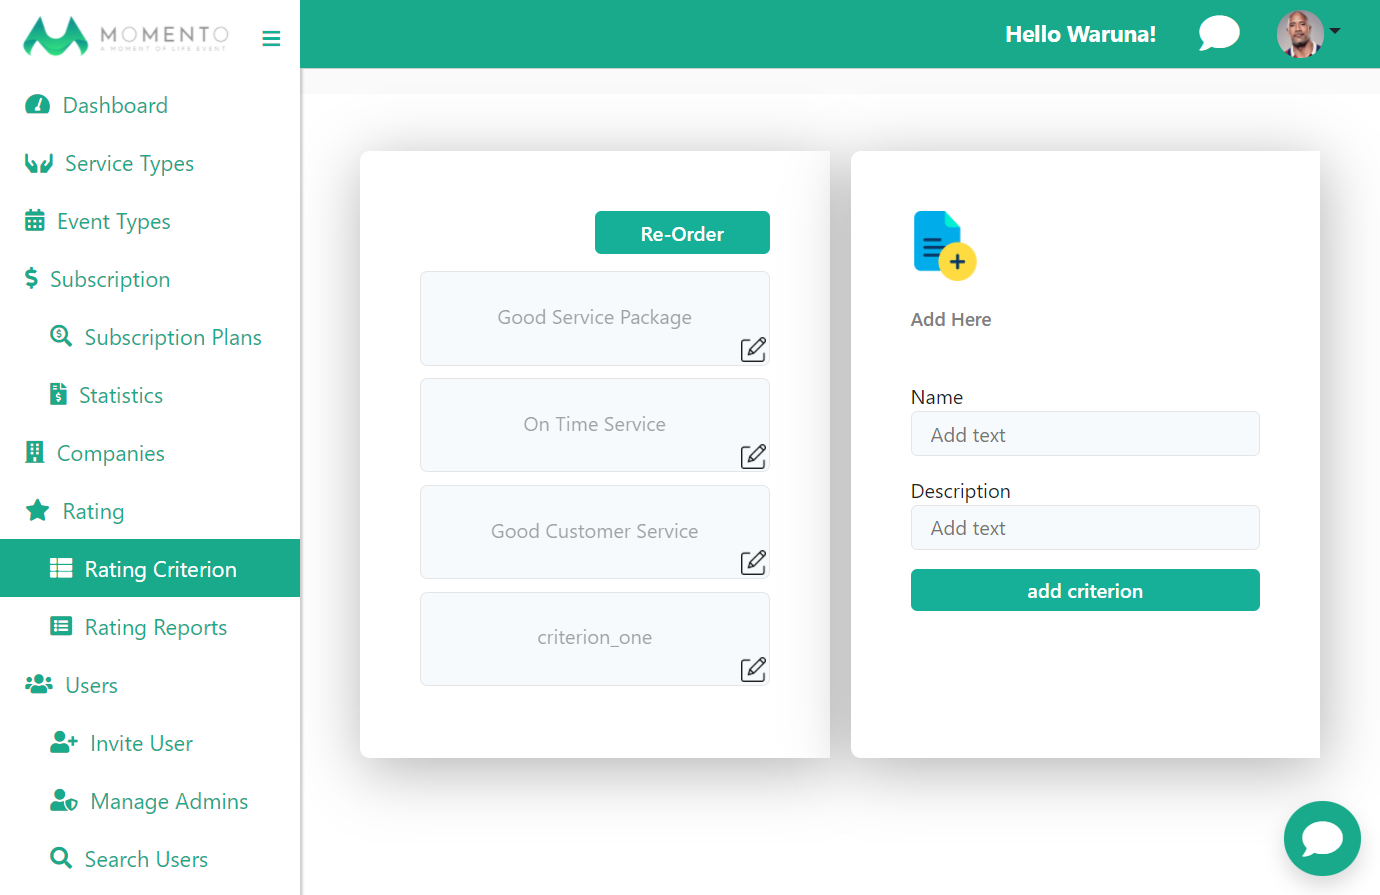 MOMENTO
A MOMENT OF LIFE EVENT
Hello Waruna!
Dashboard
Service Types
Event Types
Subscription
Subscription Plans
Statistics
Companies
Rating
Rating Criterion
Rating Reports
Users
Invite User
Manage Admins
Search Users
Re-Order
Good Service Package
On Time Service
Good Customer Service
criterion_one
Add Here
Name
Add text
Description
Add text
add criterion